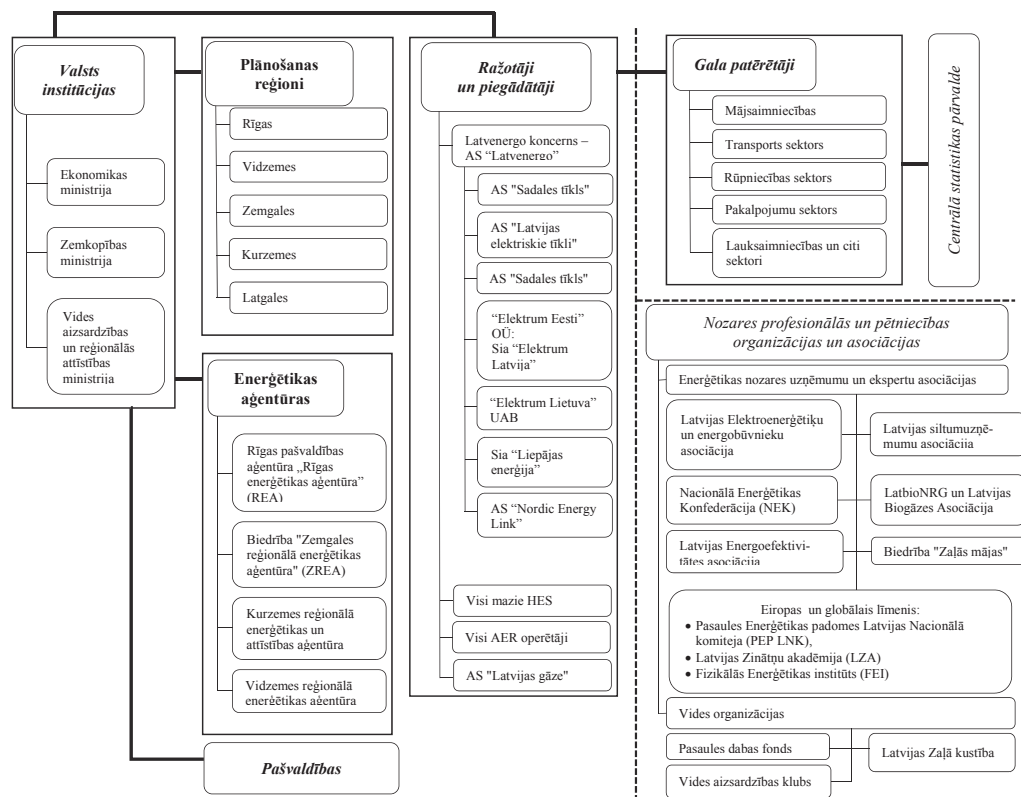 Valsts
institūcijas
Ekonomikas
ministrija
Zemkopības
ministrija
Vides
aizsardzības
un reģionālās
attīstības
ministrija
Plānošanas
reģioni
Rīgas
Vidzemes
Zemgales
Kurzemes
Latgales
Enerģētikas
aģentūras
Rīgas pašvaldības
aģentūra „Rīgas
enerģētikas aģentūra”
(REA)
Biedrība "Zemgales
reģionālā enerģētikas
aģentūra" (ZREA)
Kurzemes reģionālā
enerģētikas un
attīstības aģentūra
Vidzemes reģionālā
enerģētikas aģentūra
Pašvaldības
Ražotāji
un piegādātāji
Latvenergo koncerns –
AS “Latvenergo”
AS "Sadales tīkls"
AS "Latvijas
elektriskie tīkli"
AS "Sadales tīkls"
“Elektrum Eesti”
OÜ:
Sia “Elektrum
Latvija”
“Elektrum Lietuva”
UAB
Sia “Liepājas
enerģija”
AS “Nordic Energy
Link”
Visi mazie HES
Visi AER operētāji
AS "Latvijas gāze"
Gala patērētāji
Mājsaimniecības
Transports sektors
Rūpniecības sektors
Pakalpojumu sektors
Lauksaimniecības un citi
sektori
Centrālā statistikas pārvalde
Nozares profesionālās un pētniecības
organizācijas un asociācijas
Enerģētikas nozares uzņēmumu un ekspertu asociācijas
Latvijas Elektroenerģētiķu
un energobūvnieku
asociācija
Latvijas siltumuzņē-
mumu asociācija
Nacionālā Enerģētikas
Konfederācija (NEK)
LatbioNRG un Latvijas
Biogāzes Asociācija
Latvijas Energoefektivi-
tātes asociācija
Biedrība "Zaļās mājas"
Eiropas un globālais līmenis:
• Pasaules Enerģētikas padomes Latvijas Nacionālā
komiteja (PEP LNK),
• Latvijas Zinātņu akadēmija (LZA)
• Fizikālās Enerģētikas institūts (FEI)
Vides organizācijas
Pasaules dabas fonds
Latvijas Zaļā kustība
Vides aizsardzības klubs